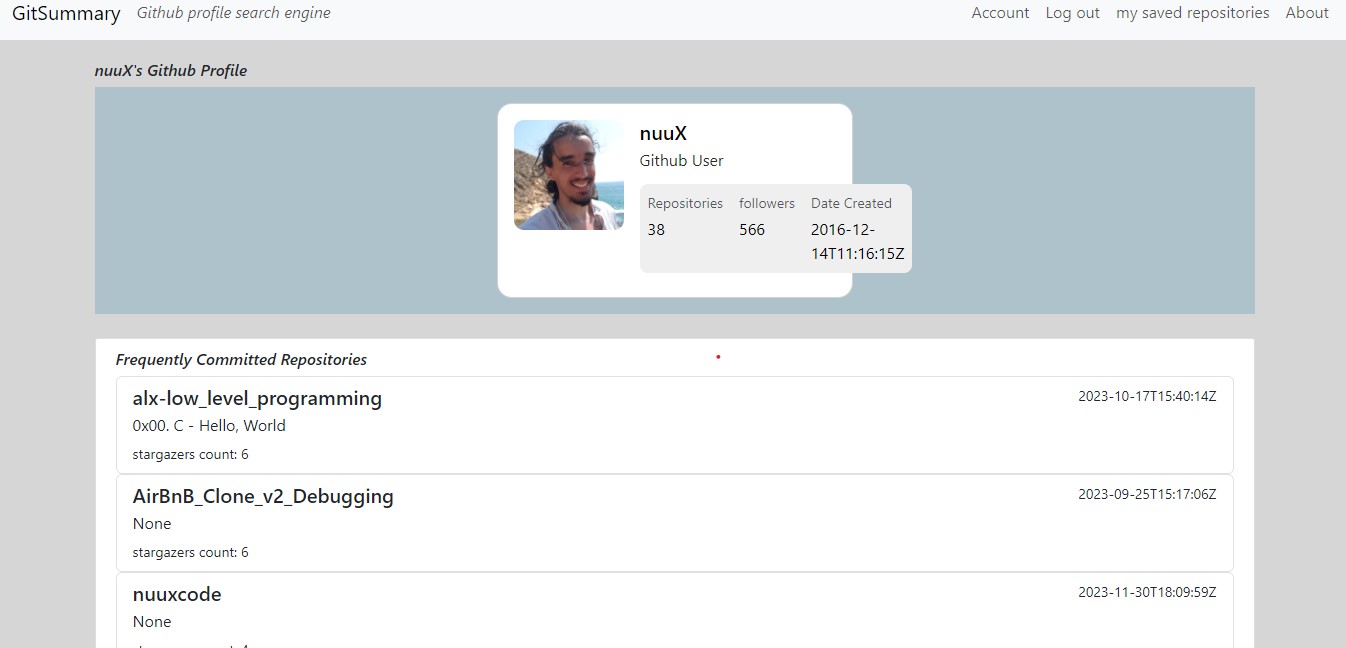 GitSummary Github profile search engine Account Log out my saved repositories About
nuuX's Github Profile
nuuX
Github User
Repositories followers Date Created
38 566 2016-12-
14T11:16:15Z
Frequently Committed Repositories
alx-low_level_programming 2023-10-17T15:40:14Z
0x00. C - Hello, World
stargazers count: 6
AirBnB_Clone_v2_Debugging 2023-09-25T15:17:06Z
None
stargazers count: 6
nuuxcode 2023-11-30T18:09:59Z
None